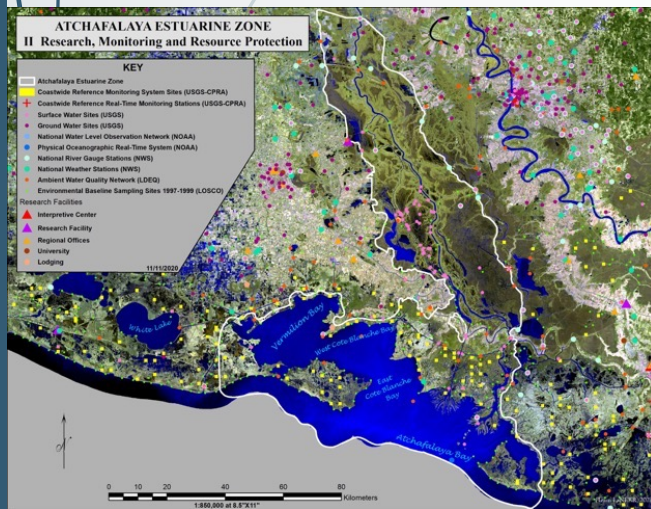 ATCHAFALAYA ESTUARINE ZONE
II Research, Monitoring and Resource Protection
KEY
Atchafalaya Estuarine Zone
Coastwide Reference Monitoring System Sites (USGS-CPRA)
Coastwide Reference Real-Time Monitoring Stations (USGS-CPRA)
Surface Water Sites (USGS)
Ground Water Sites (USGS)
National Water Level Observation Network (NOAA)
Physical Oceanographic Real-Time System (NOAA)
National River Gauge Stations (NWS)
National Weather Stations (NWS)
Ambient Water Quality Network (LDEQ)
Environmental Baseline Sampling Sites 1997-1999 (LOSCO)
Research Facilities
Interpretive Center
Research Facility
Regional Offices
University
Lodging
11/11/2020
White Lake
Vermilion Bay
West Cote Blanche Bay
East
Cote Blanche
Bay
Atchafalaya Bay
N
0 10 20 40 60 80
Kilometers
1:850,000 at 8.5"X11"